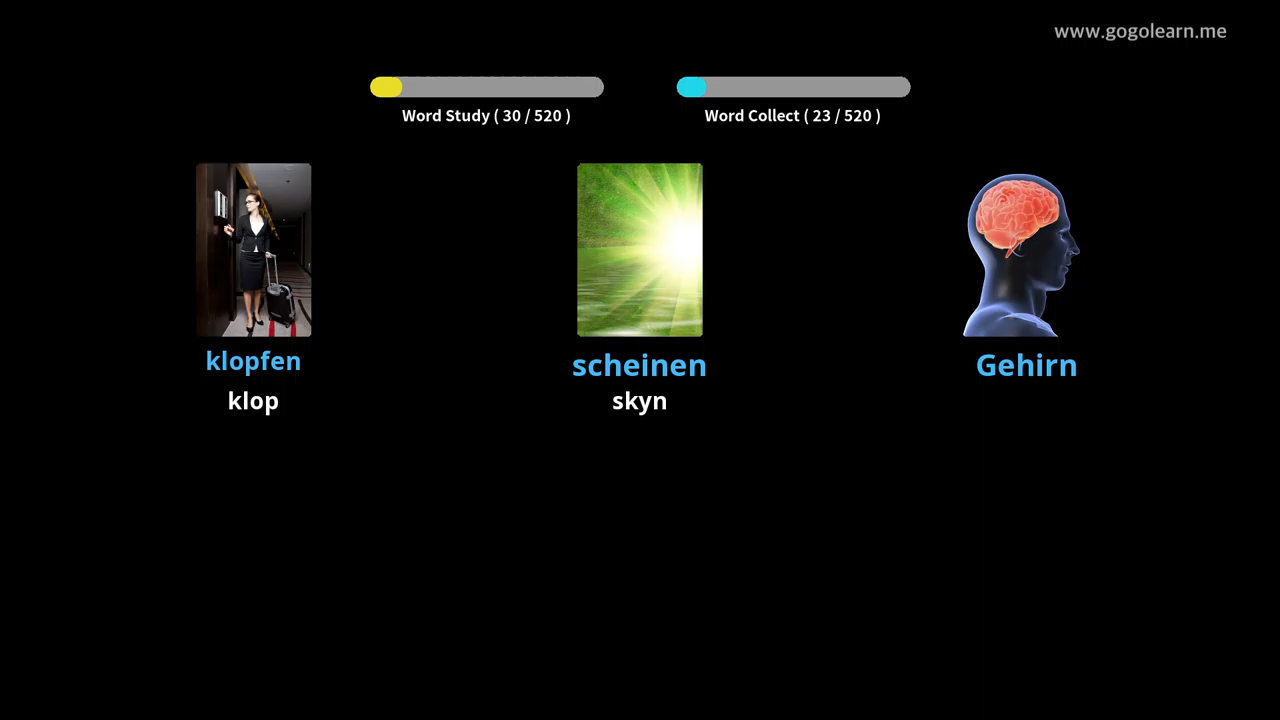 www.gogolearn.me
Word Study ( 30 / 520 )
Word Collect ( 23 / 520 )
klopfen
scheinen
Gehirn
klop
skyn